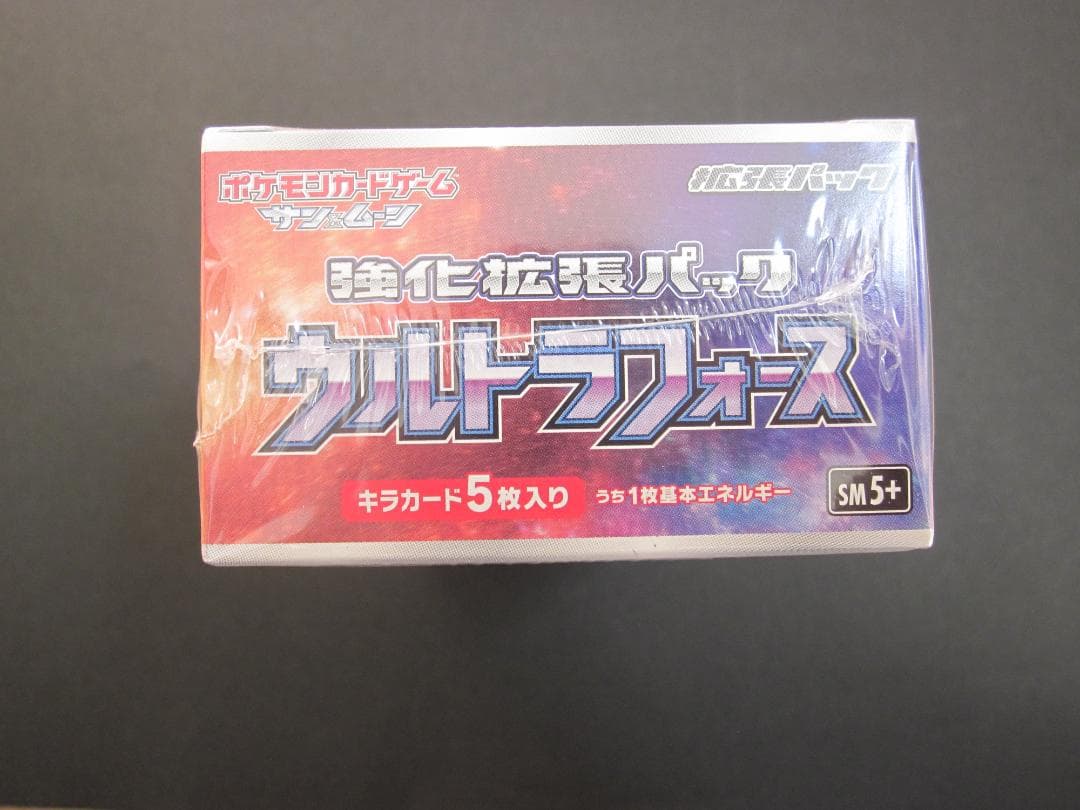 ポケモンカードゲーム
サン&ムーン
拡張パック
強化拡張パック
ウルトラフォース
キラカード5枚入り
うち1枚基本エネルギー
SM5+